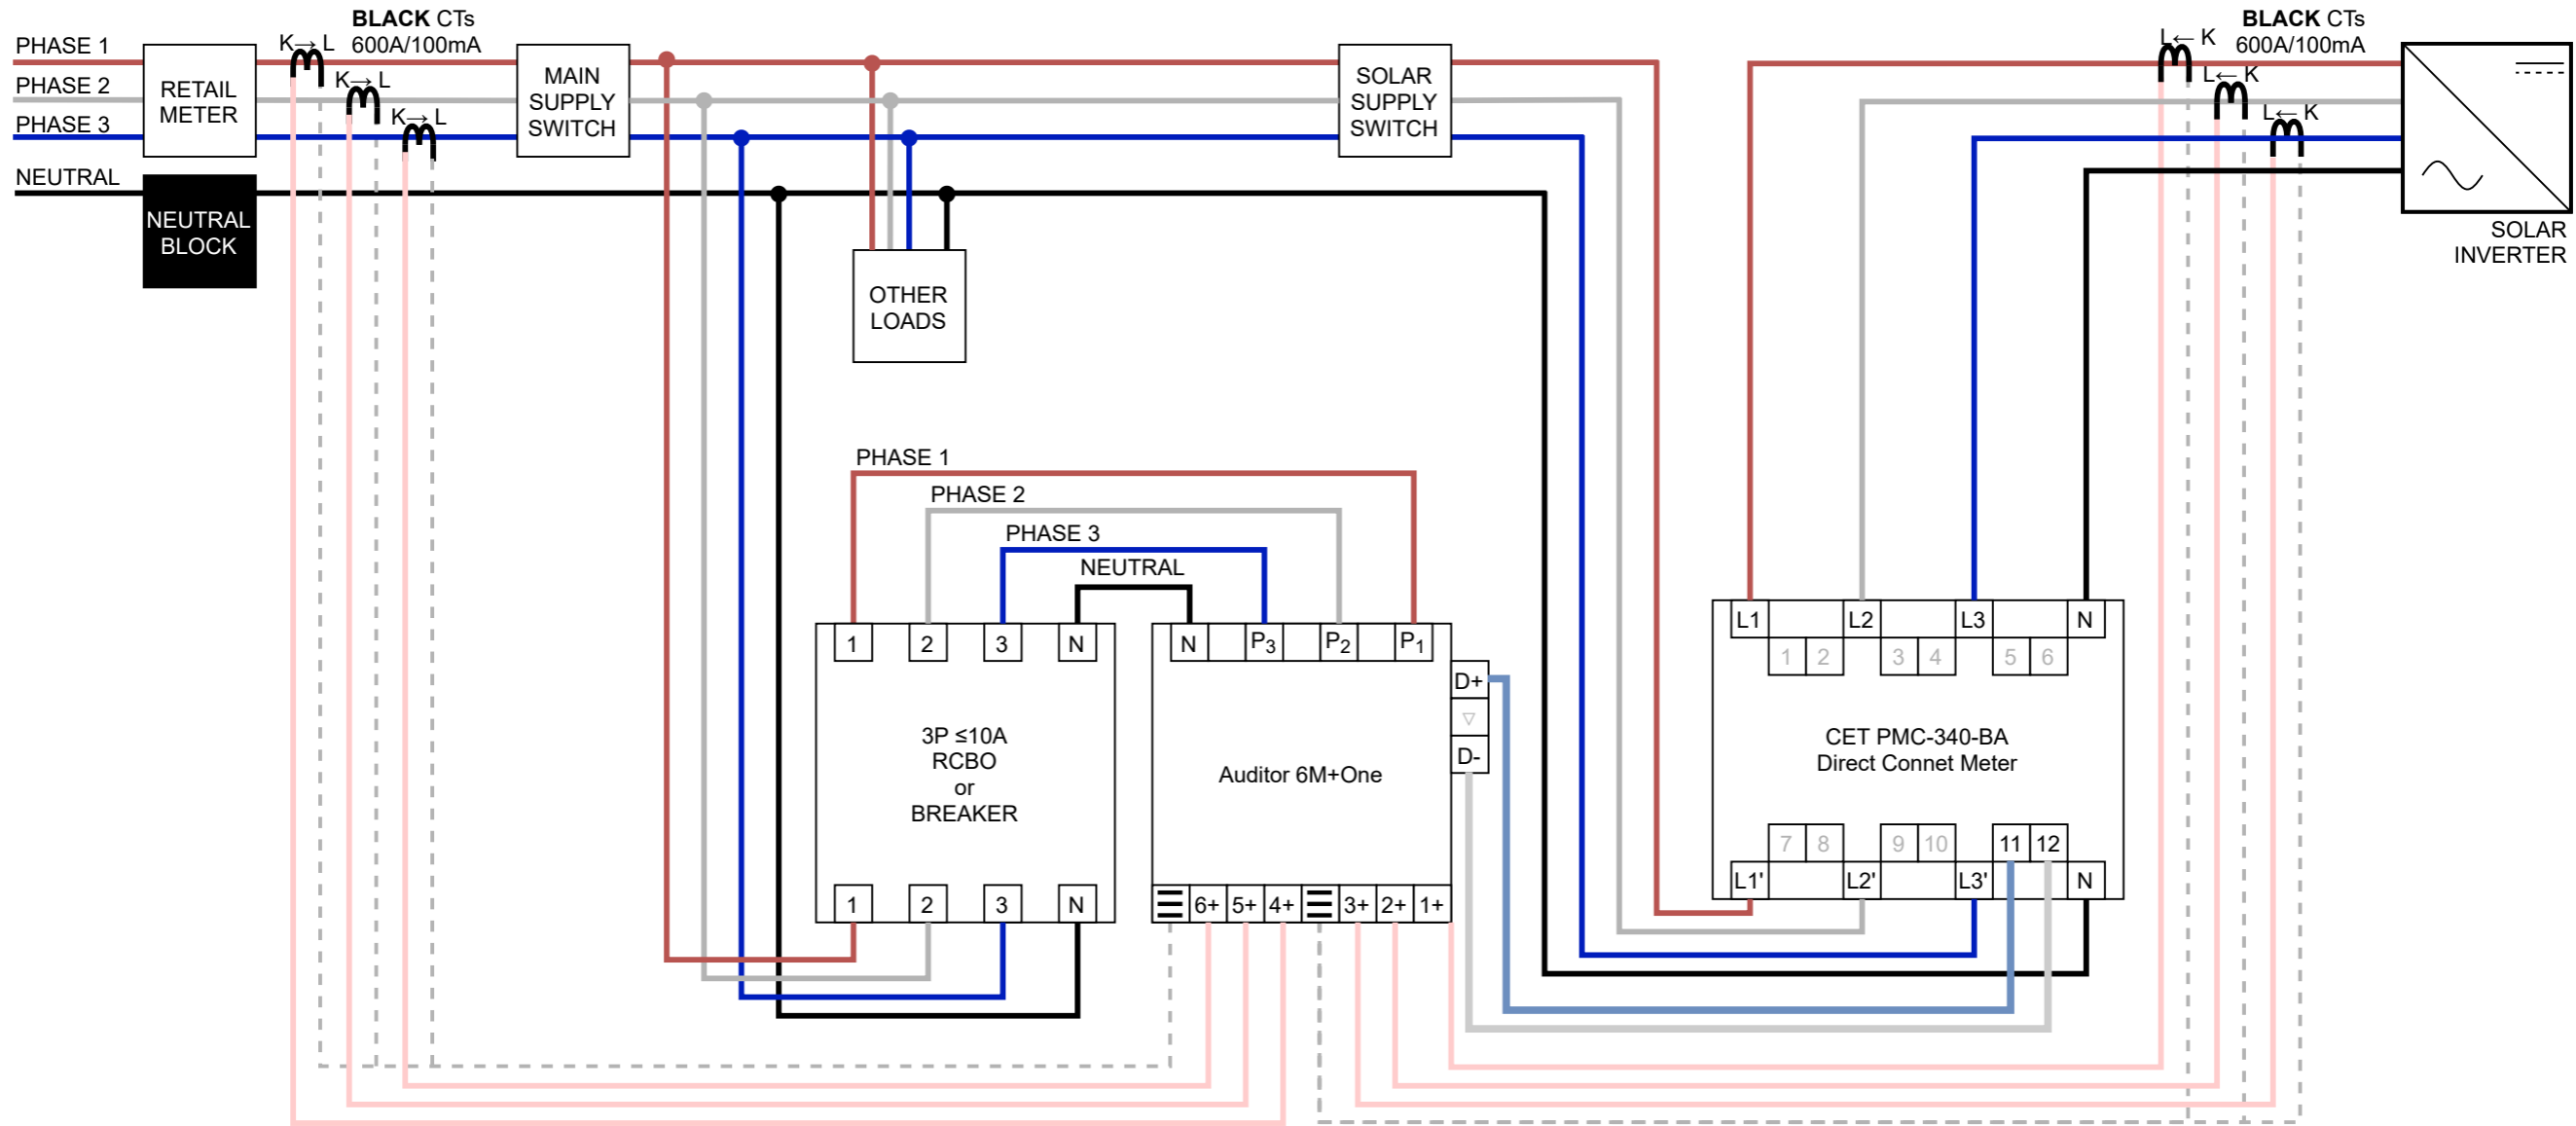 BLACK CTs
600A/100mA
K→L
K→L
K→L
PHASE 1
PHASE 2
PHASE 3
NEUTRAL
RETAIL
METER
NEUTRAL
BLOCK
MAIN
SUPPLY
SWITCH
OTHER
LOADS
SOLAR
SUPPLY
SWITCH
BLACK CTs
600A/100mA
L← K
L← K
L← K
SOLAR
INVERTER
PHASE 1
PHASE 2
PHASE 3
NEUTRAL
1 2 3 N
3P ≤10A
RCBO
or
BREAKER
1 2 3 N
N P3 P2 P1
D+
▽
D-
Auditor 6M+One
6+ 5+ 4+ 3+ 2+ 1+
L1 L2 L3 N
1 2 3 4 5 6
CET PMC-340-BA
Direct Connet Meter
7 8 9 10 11 12
L1' L2' L3' N